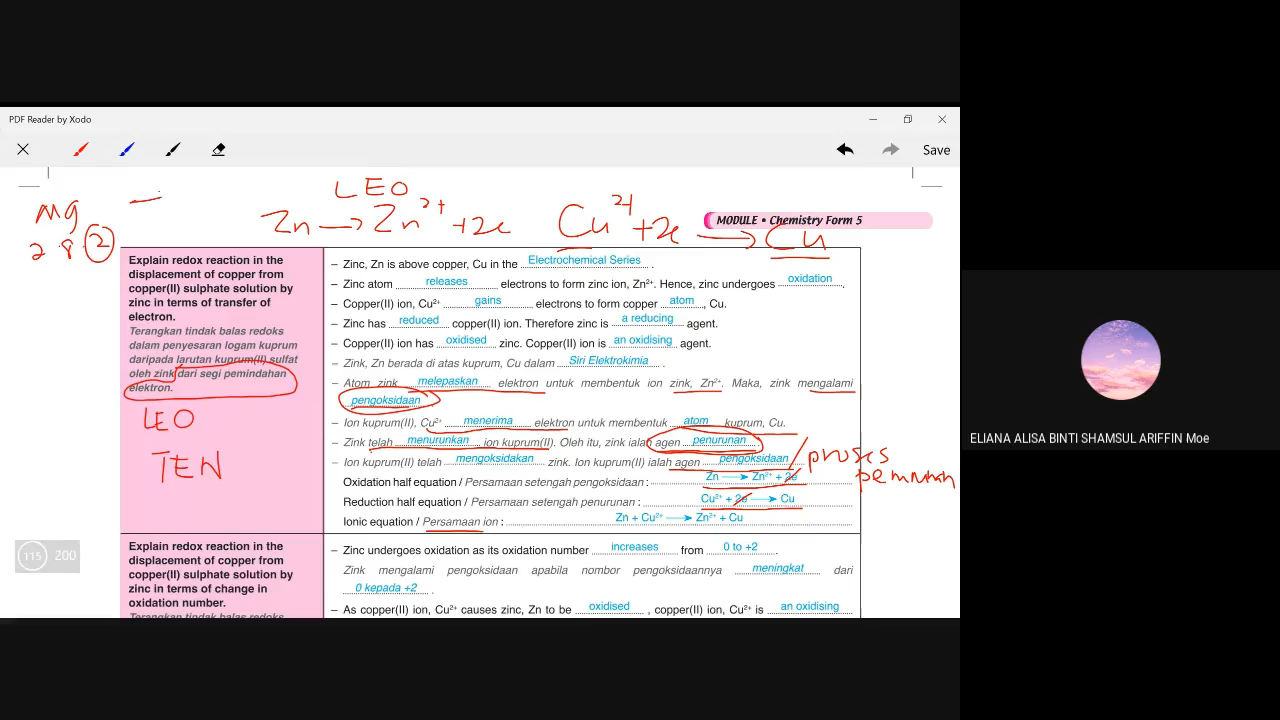 PDF Reader by Xodo
Save
LEO
Mg
2.8.2
Zn → Zn²⁺ + 2e
Cu²⁺ + 2e → Cu
MODULE • Chemistry Form 5
Explain redox reaction in the
displacement of copper from
copper(II) sulphate solution by
zinc in terms of transfer of
electron.
Terangkan tindak balas redoks
dalam penyesaran logam kuprum
daripada larutan kuprum(II) sulfat
oleh zink dari segi pemindahan
elektron.
LEO
TEN
– Zinc, Zn is above copper, Cu in the Electrochemical Series .
– Zinc atom releases electrons to form zinc ion, Zn²⁺. Hence, zinc undergoes oxidation .
– Copper(II) ion, Cu²⁺ gains electrons to form copper atom , Cu.
– Zinc has reduced copper(II) ion. Therefore zinc is a reducing agent.
– Copper(II) ion has oxidised zinc. Copper(II) ion is an oxidising agent.
– Zink, Zn berada di atas kuprum, Cu dalam Siri Elektrokimia .
– Atom zink melepaskan elektron untuk membentuk ion zink, Zn²⁺. Maka, zink mengalami
pengoksidaan .
– Ion kuprum(II), Cu²⁺ menerima elektron untuk membentuk atom kuprum, Cu.
– Zink telah menurunkan ion kuprum(II). Oleh itu, zink ialah agen penurunan .
– Ion kuprum(II) telah mengoksidakan zink. Ion kuprum(II) ialah agen pengoksidaan .
proses
Oxidation half equation / Persamaan setengah pengoksidaan : Zn → Zn²⁺ + 2e
Reduction half equation / Persamaan setengah penurunan : Cu²⁺ + 2e → Cu
Ionic equation / Persamaan ion : Zn + Cu²⁺ → Zn²⁺ + Cu
115 200
Explain redox reaction in the
displacement of copper from
copper(II) sulphate solution by
zinc in terms of change in
oxidation number.
Terangkan tindak balas redoks
– Zinc undergoes oxidation as its oxidation number increases from 0 to +2 .
Zink mengalami pengoksidaan apabila nombor pengoksidaannya meningkat dari
0 kepada +2 .
– As copper(II) ion, Cu²⁺ causes zinc, Zn to be oxidised , copper(II) ion, Cu²⁺ is an oxidising
ELIANA ALISA BINTI SHAMSUL ARIFFIN Moe